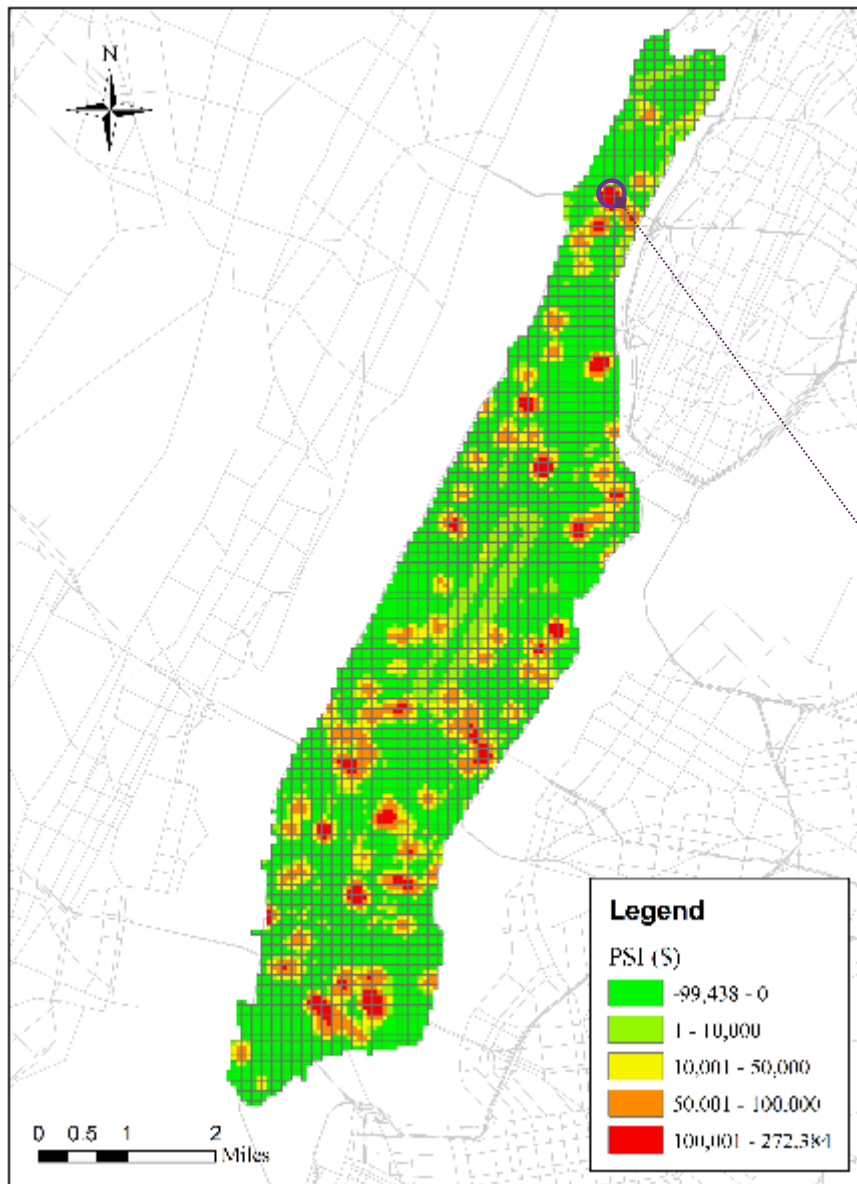 N
Legend
PSI ($)
-99,438 - 0
1 - 10,000
10,001 - 50,000
50,001 - 100,000
100,001 - 272,384
0 0.5 1 2
Miles